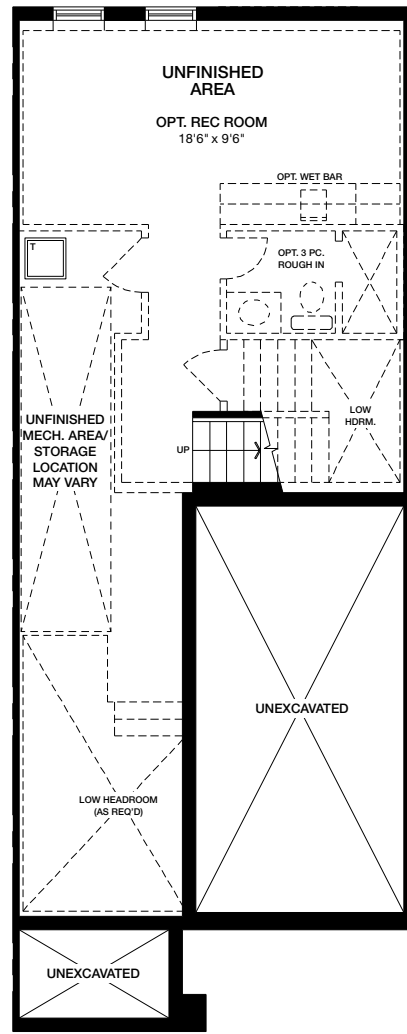 UNFINISHED
AREA
OPT. REC ROOM
18'6" x 9'6"
OPT. WET BAR
T
OPT. 3 PC.
ROUGH IN
UNFINISHED
MECH. AREA/
STORAGE
LOCATION
MAY VARY
LOW
HDRM.
UP
UNEXCAVATED
LOW HEADROOM
(AS REQ'D)
UNEXCAVATED